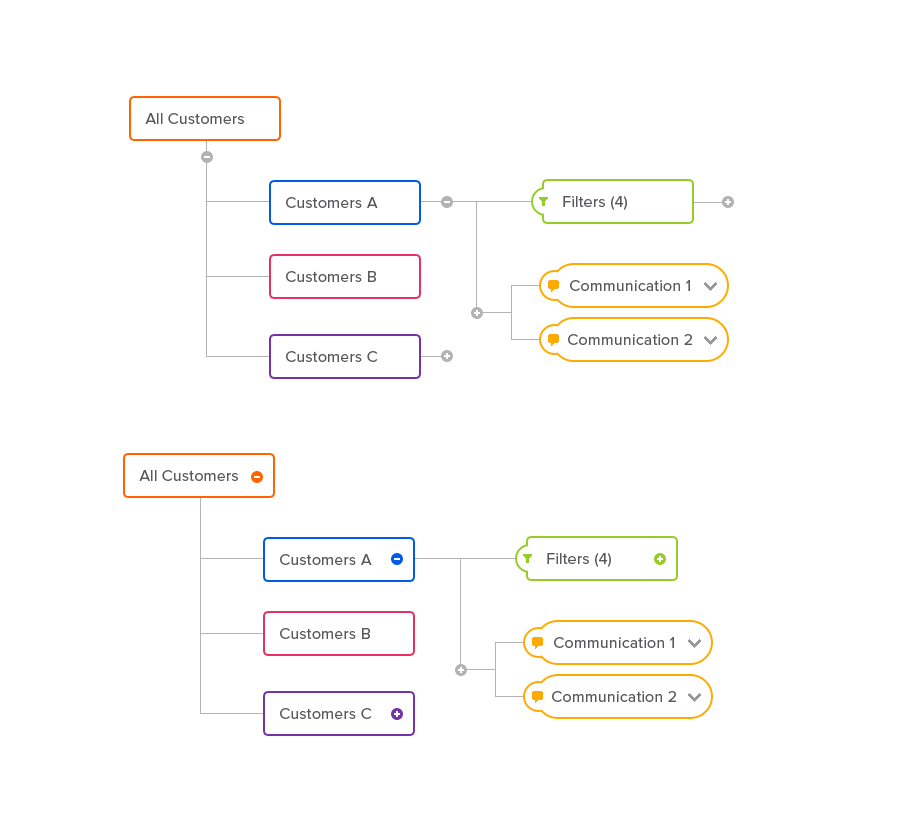 All Customers
Customers A
Filters (4)
Customers B
Communication 1
Communication 2
Customers C
All Customers
Customers A
Filters (4)
Customers B
Communication 1
Communication 2
Customers C